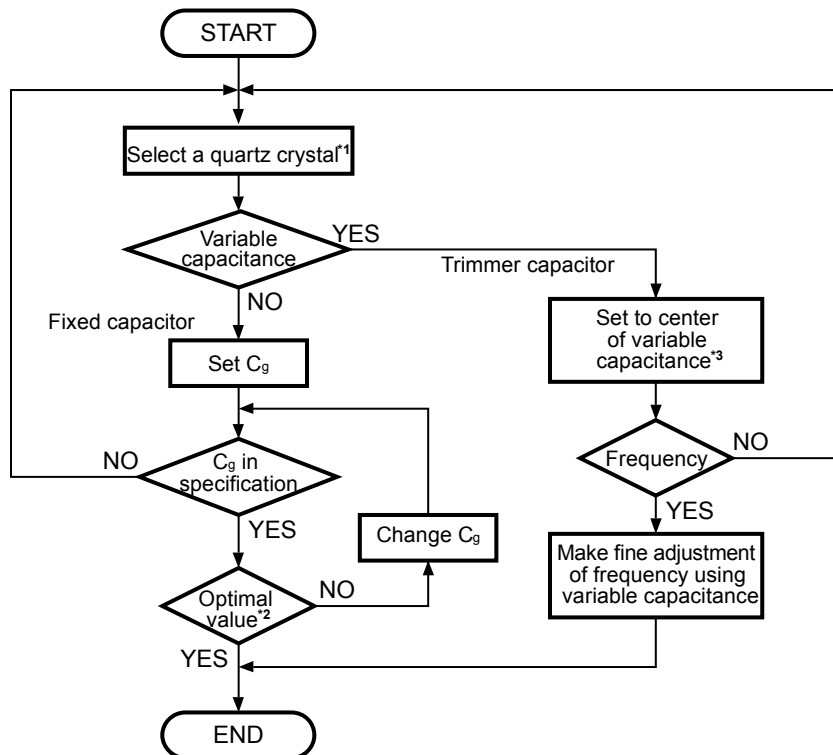 START
Select a quartz crystal*1
Variable
capacitance
YES
Trimmer capacitor
NO
Fixed capacitor
Set Cg
Set to center
of variable
capacitance*3
NO
Cg in
specification
YES
Change Cg
Frequency
NO
YES
Make fine adjustment
of frequency using
variable capacitance
Optimal
value*2
NO
YES
END